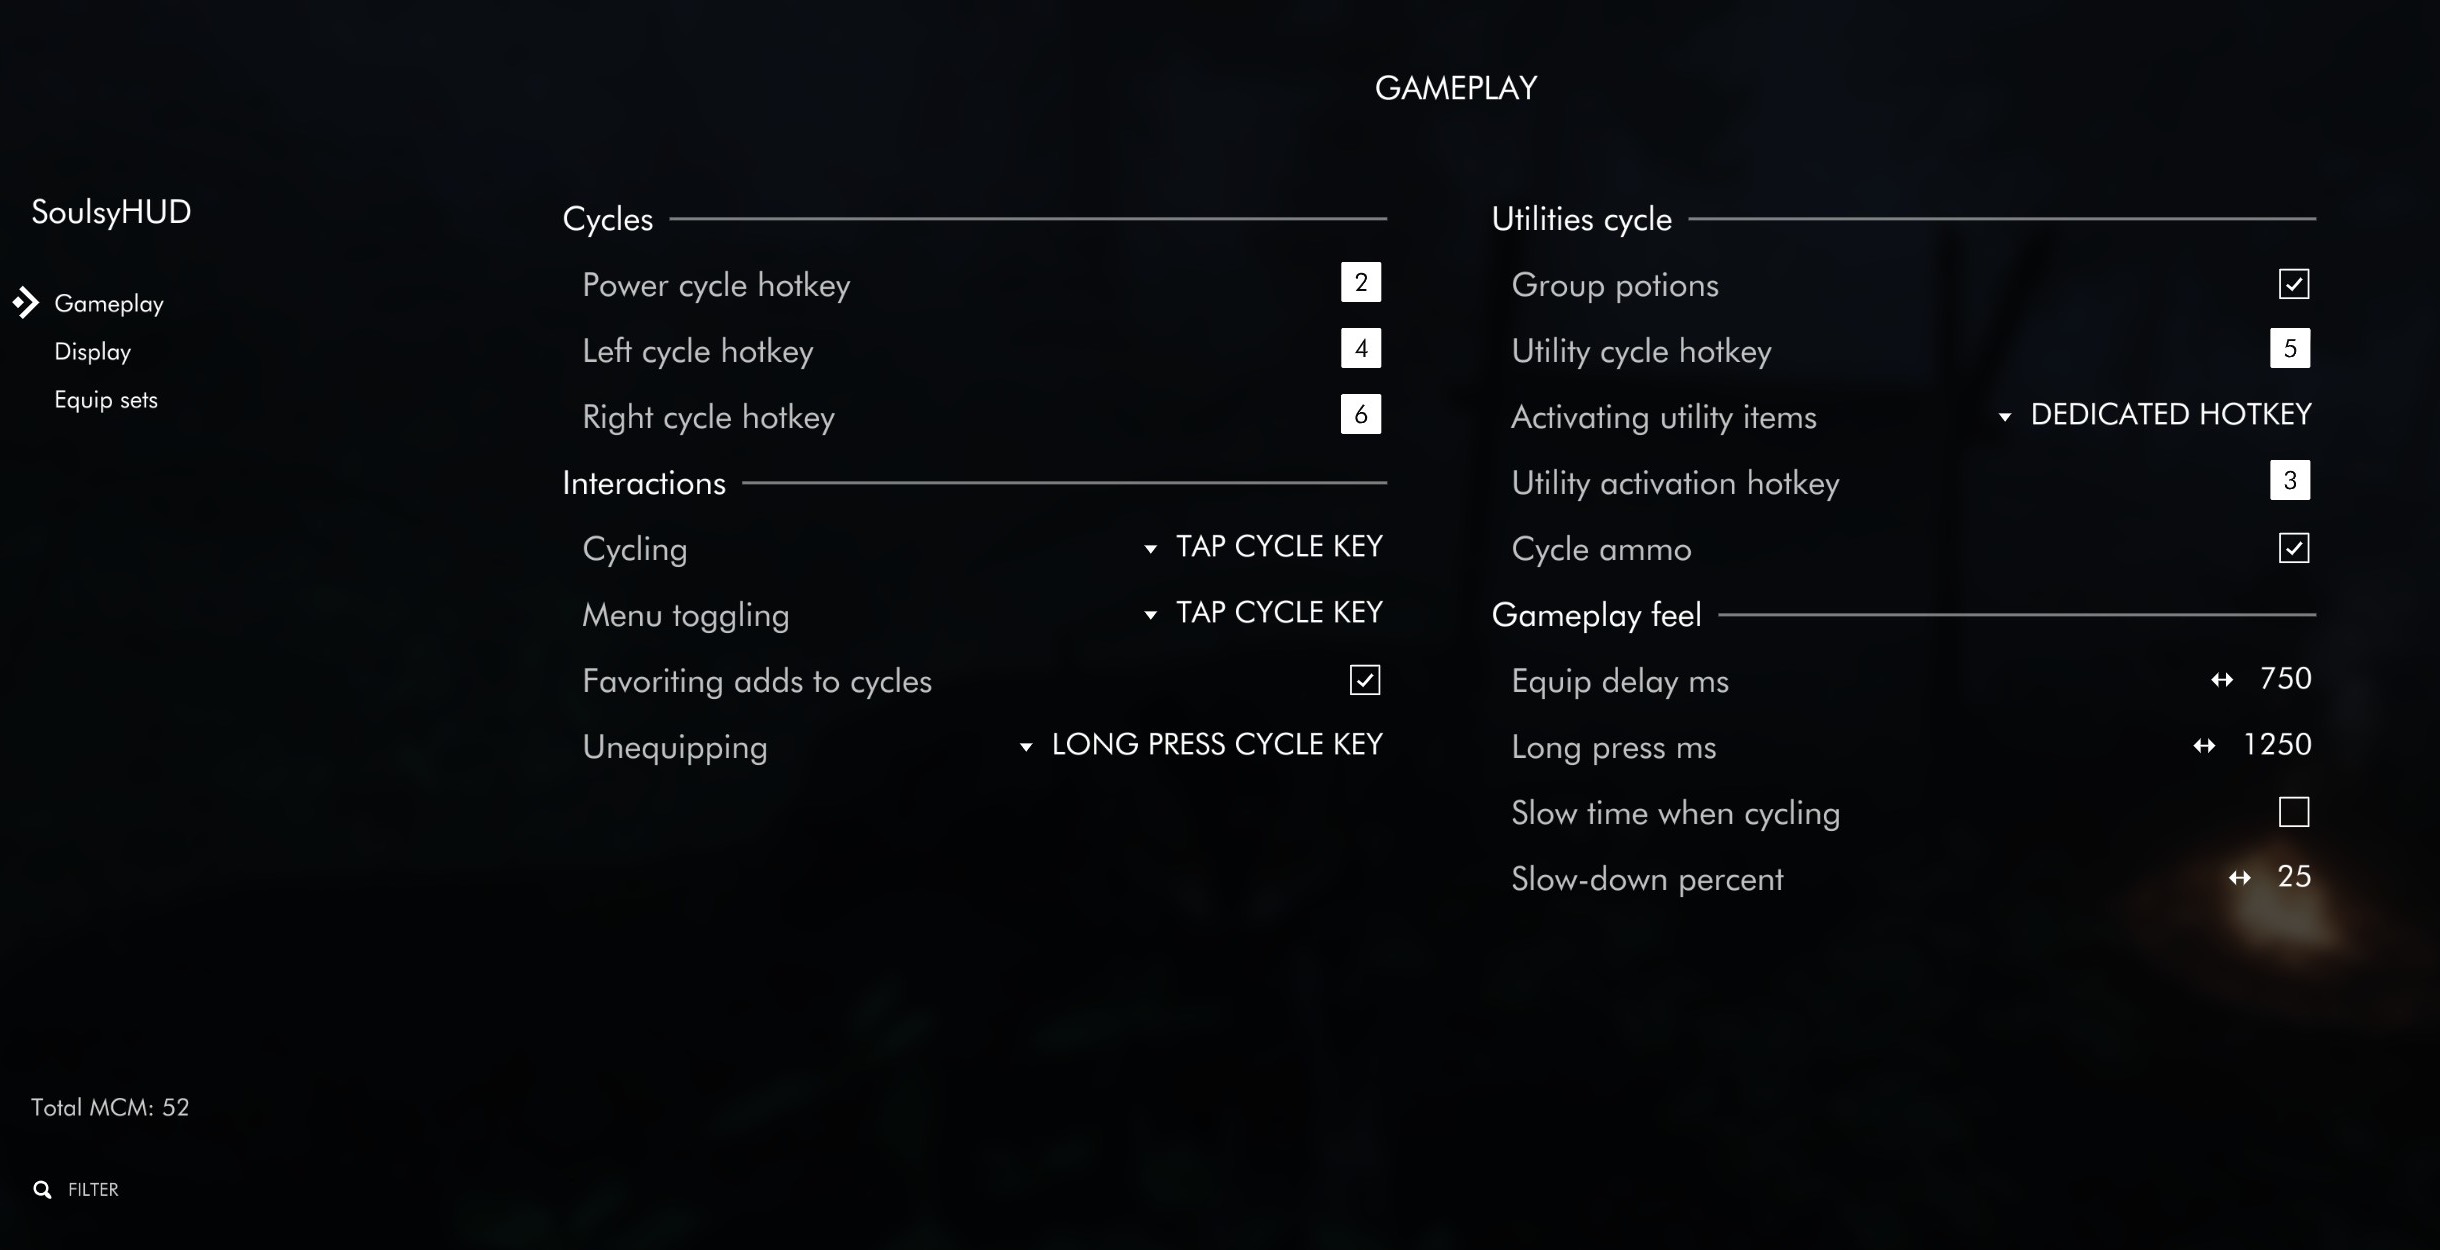 GAMEPLAY
SoulsyHUD
Gameplay
Display
Equip sets
Cycles
Power cycle hotkey 2
Left cycle hotkey 4
Right cycle hotkey 6
Interactions
Cycling TAP CYCLE KEY
Menu toggling TAP CYCLE KEY
Favoriting adds to cycles
Unequipping LONG PRESS CYCLE KEY
Utilities cycle
Group potions
Utility cycle hotkey 5
Activating utility items DEDICATED HOTKEY
Utility activation hotkey 3
Cycle ammo
Gameplay feel
Equip delay ms 750
Long press ms 1250
Slow time when cycling
Slow-down percent 25
Total MCM: 52
FILTER